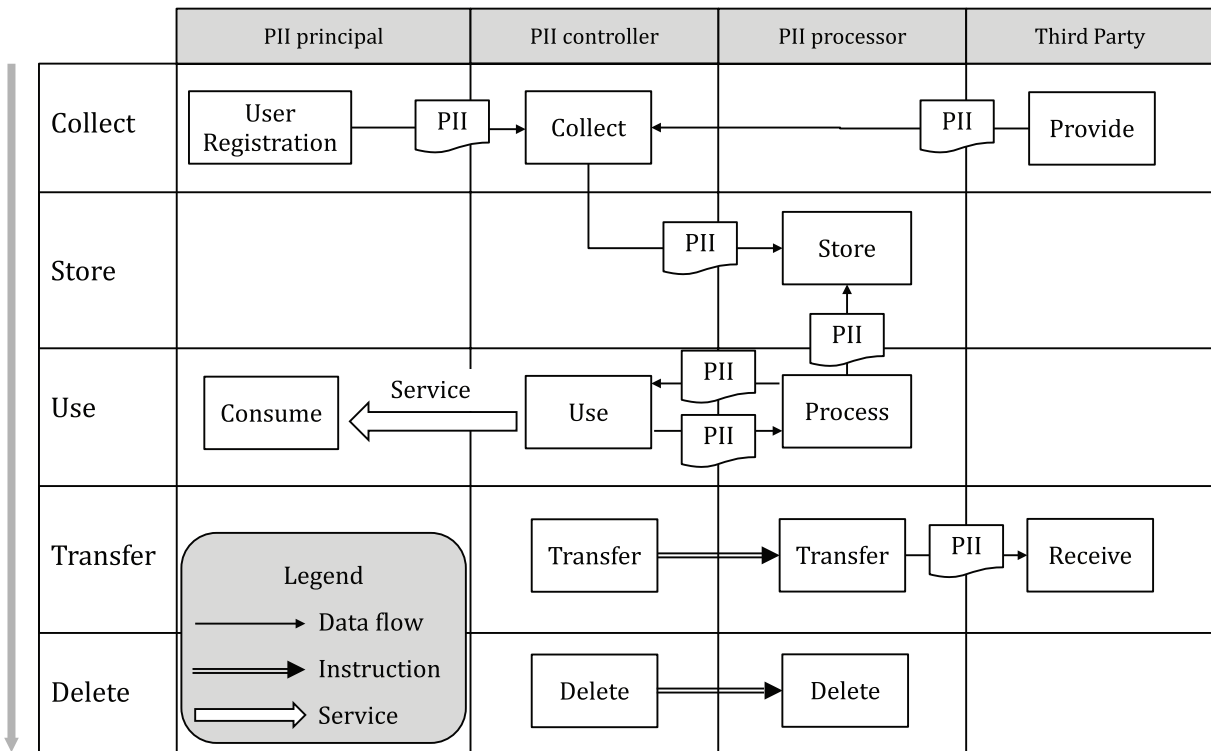 PII principal
PII controller
PII processor
Third Party
Collect
User
Registration
PII
Collect
PII
Provide
Store
PII
Store
PII
Use
Consume
Service
Use
PII
PII
Process
Transfer
Transfer
Transfer
PII
Receive
Legend
Data flow
Instruction
Service
Delete
Delete
Delete